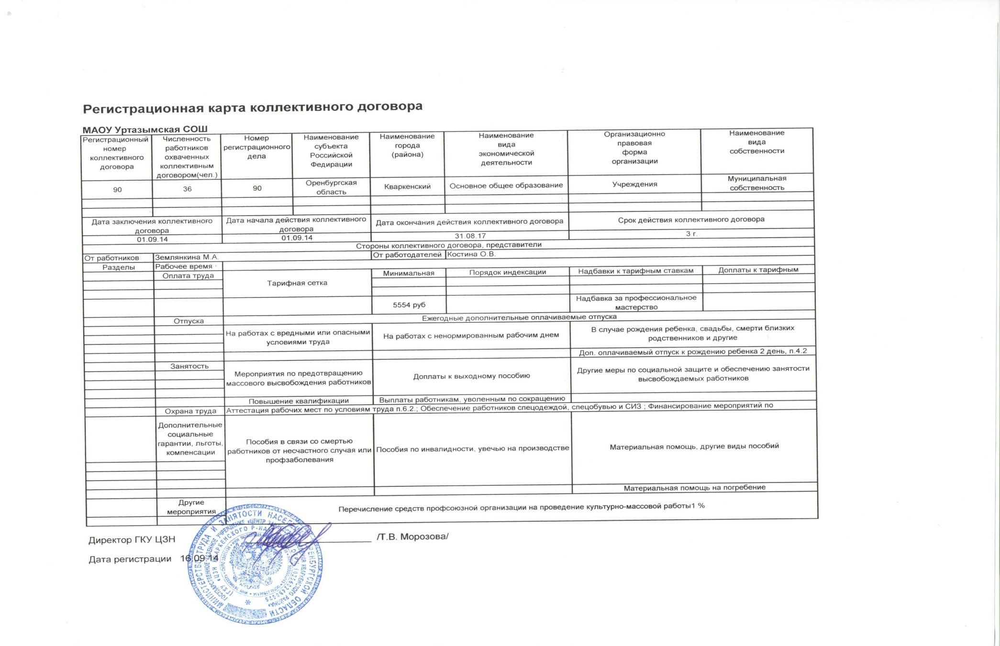 Регистрационная карта коллективного договора
МАОУ Уртазымская СОШ
Регистрационный номер коллективного договора
Численность работников охваченных коллективным договором(чел.)
Номер регистрационного дела
Наименование субъекта Российской Федирации
Наименование города (района)
Наименование вида экономической деятельности
Организационно правовая форма организации
Наименование вида собственности
90
36
90
Оренбургская область
Кваркенский
Основное общее образование
Учреждения
Муниципальная собственность
Дата заключения коллективного договора
Дата начала действия коллективного договора
Дата окончания действия коллективного договора
Срок действия коллективного договора
01.09.14
01.09.14
31.08.17
3 г.
Стороны коллективного договора, представители
От работников
Землянкина М.А.
От работодателей
Костина О.В.
Разделы
Рабочее время
Оплата труда
Тарифная сетка
Минимальная
Порядок индексации
Надбавки к тарифным ставкам
Доплаты к тарифным
5554 руб
Надбавка за профессиональное мастерство
Отпуска
Ежегодные дополнительные оплачиваемые отпуска
На работах с вредными или опасными условиями труда
На работах с ненормированным рабочим днем
В случае рождения ребенка, свадьбы, смерти близких родственников и другие
Доп. оплачиваемый отпуск к рождению ребенка 2 день, п.4.2
Занятость
Мероприятия по предотвращению массового высвобождения работников
Доплаты к выходному пособию
Другие меры по социальной защите и обеспечению занятости высвобождаемых работников
Повышение квалификации
Выплаты работникам, уволенным по сокращению
Охрана труда
Аттестация рабочих мест по условиям труда п.6.2.; Обеспечение работников спецодеждой, спецобувью и СИЗ ; Финансирование мероприятий по
Дополнительные социальные гарантии, льготы, компенсации
Пособия в связи со смертью работников от несчастного случая или профзаболевания
Пособия по инвалидности, увечью на производстве
Материальная помощь, другие виды пособий
Материальная помощь на погребение
Другие мероприятия
Перечисление средств профсоюзной организации на проведение культурно-массовой работы1 %
Директор ГКУ ЦЗН
/Т.В. Морозова/
Дата регистрации 16.09.14
МИНИСТЕРСТВО ТРУДА И ЗАНЯТОСТИ НАСЕЛЕНИЯ ОРЕНБУРГСКОЙ ОБЛАСТИ